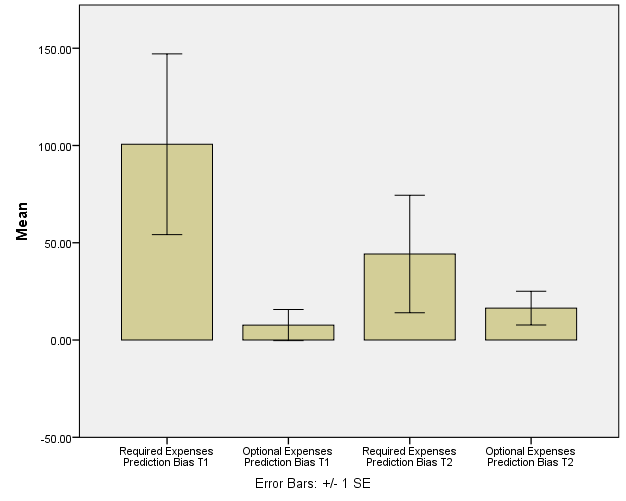 150.00
100.00
50.00
0.00
-50.00
Mean
Required Expenses
Prediction Bias T1
Optional Expenses
Prediction Bias T1
Required Expenses
Prediction Bias T2
Optional Expenses
Prediction Bias T2
Error Bars: +/- 1 SE